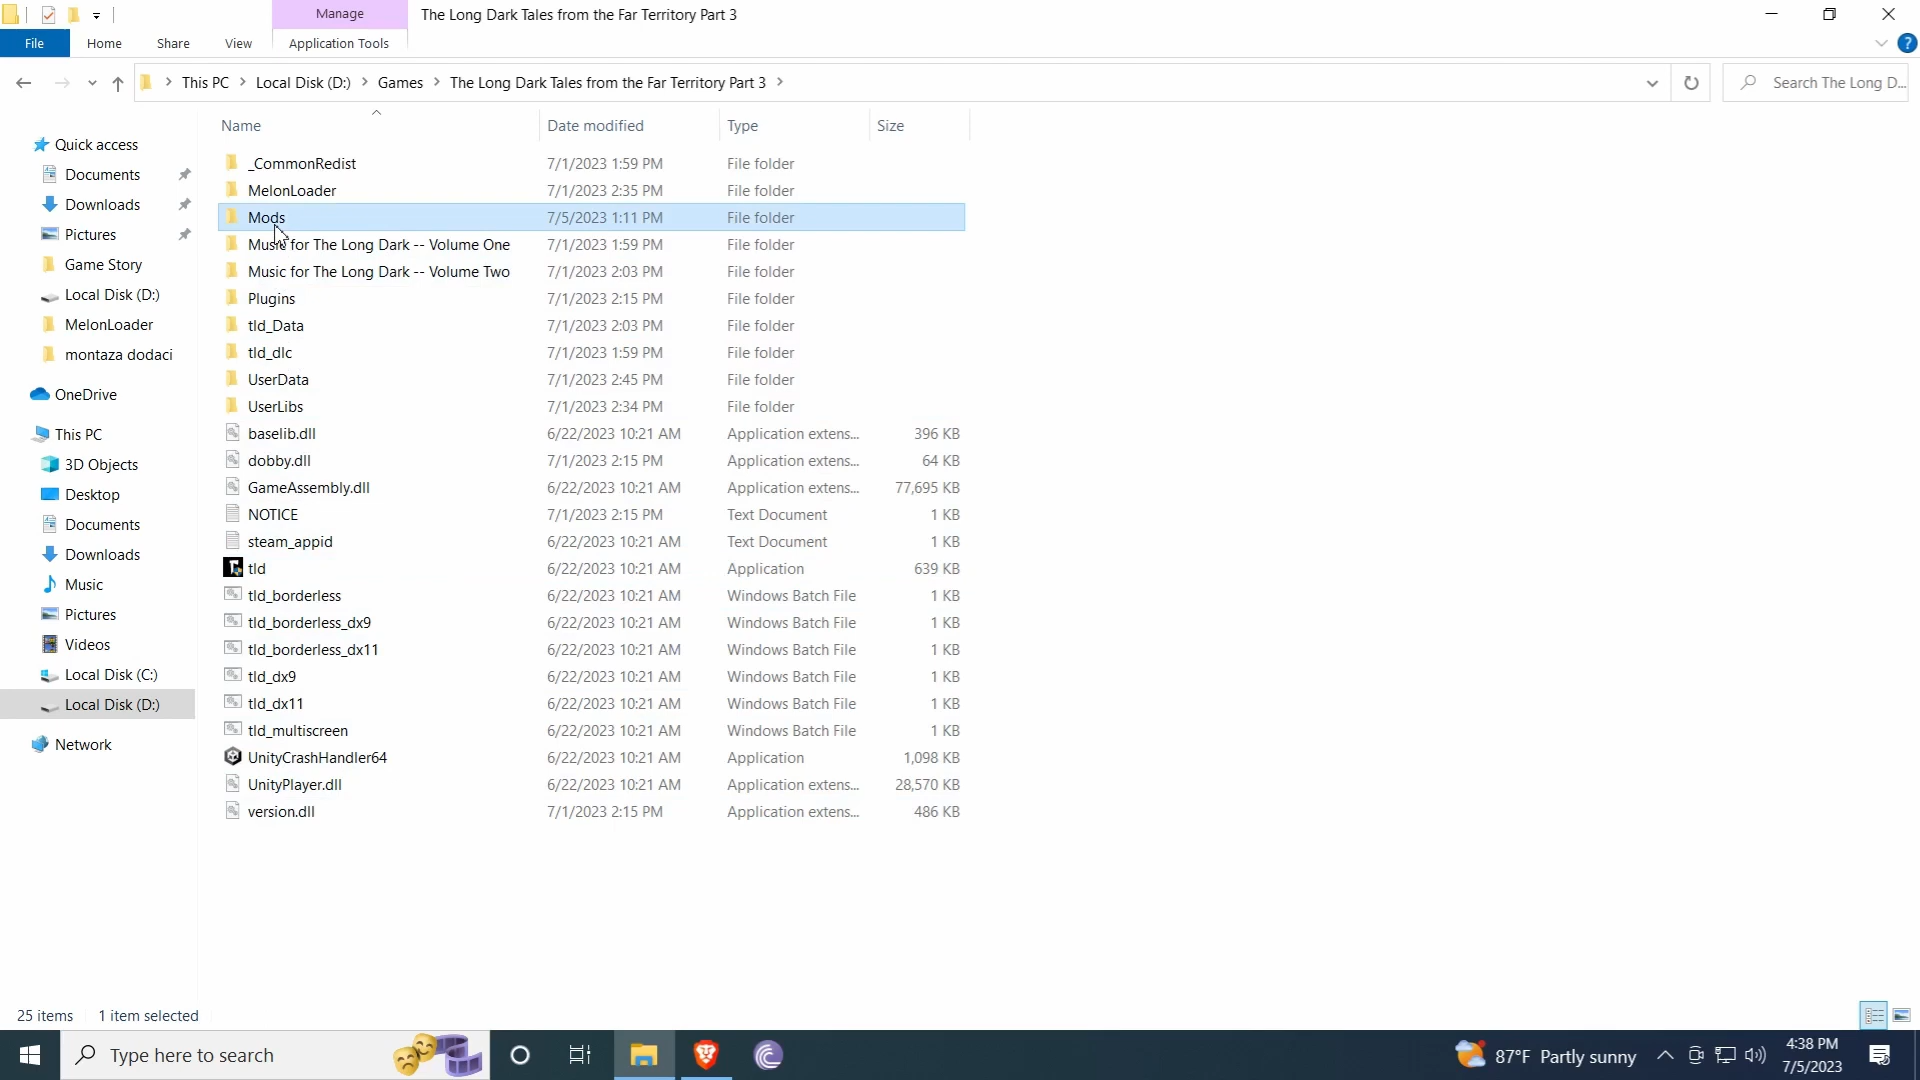 Manage
The Long Dark Tales from the Far Territory Part 3
File Home Share View Application Tools
This PC Local Disk (D:) Games The Long Dark Tales from the Far Territory Part 3
Search The Long D...
Quick access
Documents
Downloads
Pictures
Game Story
Local Disk (D:)
MelonLoader
montaza dodaci
OneDrive
This PC
3D Objects
Desktop
Documents
Downloads
Music
Pictures
Videos
Local Disk (C:)
Local Disk (D:)
Network
Name Date modified Type Size
_CommonRedist 7/1/2023 1:59 PM File folder
MelonLoader 7/1/2023 2:35 PM File folder
Mods 7/5/2023 1:11 PM File folder
Music for The Long Dark -- Volume One 7/1/2023 1:59 PM File folder
Music for The Long Dark -- Volume Two 7/1/2023 2:03 PM File folder
Plugins 7/1/2023 2:15 PM File folder
tld_Data 7/1/2023 2:03 PM File folder
tld_dlc 7/1/2023 1:59 PM File folder
UserData 7/1/2023 2:45 PM File folder
UserLibs 7/1/2023 2:34 PM File folder
baselib.dll 6/22/2023 10:21 AM Application extens... 396 KB
dobby.dll 7/1/2023 2:15 PM Application extens... 64 KB
GameAssembly.dll 6/22/2023 10:21 AM Application extens... 77,695 KB
NOTICE 7/1/2023 2:15 PM Text Document 1 KB
steam_appid 6/22/2023 10:21 AM Text Document 1 KB
tld 6/22/2023 10:21 AM Application 639 KB
tld_borderless 6/22/2023 10:21 AM Windows Batch File 1 KB
tld_borderless_dx9 6/22/2023 10:21 AM Windows Batch File 1 KB
tld_borderless_dx11 6/22/2023 10:21 AM Windows Batch File 1 KB
tld_dx9 6/22/2023 10:21 AM Windows Batch File 1 KB
tld_dx11 6/22/2023 10:21 AM Windows Batch File 1 KB
tld_multiscreen 6/22/2023 10:21 AM Windows Batch File 1 KB
UnityCrashHandler64 6/22/2023 10:21 AM Application 1,098 KB
UnityPlayer.dll 6/22/2023 10:21 AM Application extens... 28,570 KB
version.dll 7/1/2023 2:15 PM Application extens... 486 KB
25 items 1 item selected
Type here to search
87°F Partly sunny
4:38 PM
7/5/2023